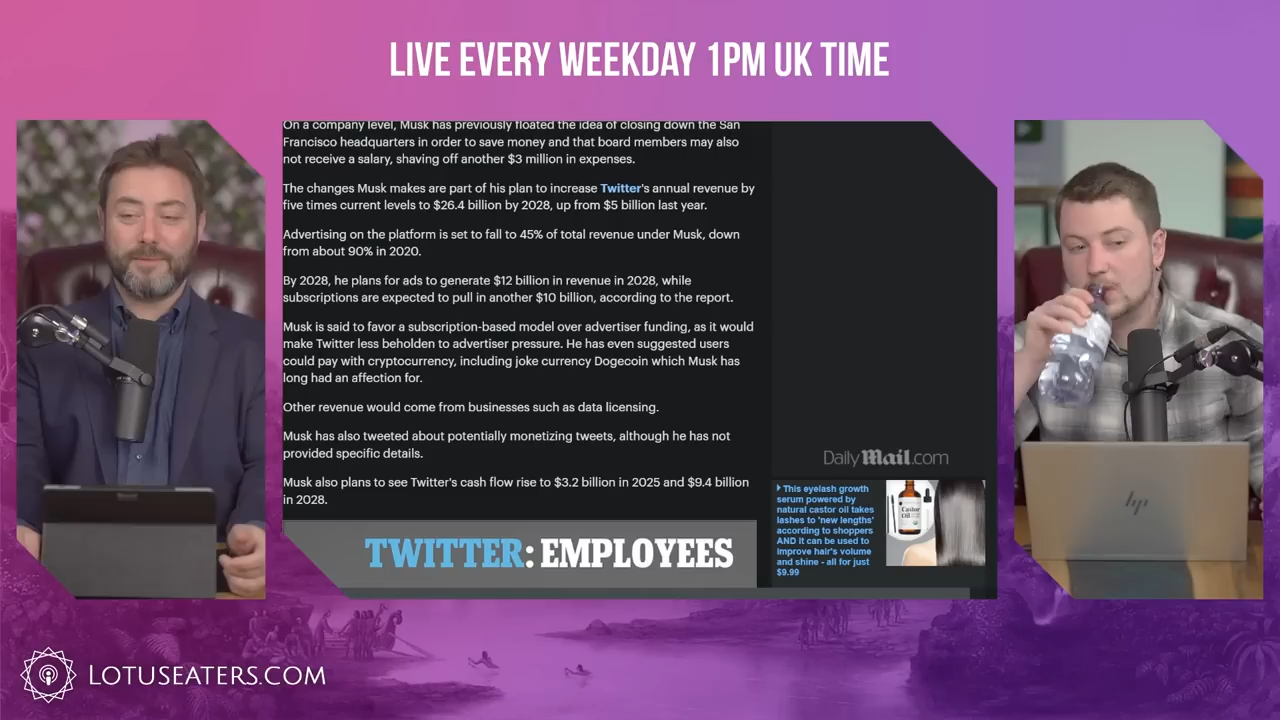 LIVE EVERY WEEKDAY 1PM UK TIME
On a company level, Musk has previously floated the idea of closing down the San
Francisco headquarters in order to save money and that board members may also
not receive a salary, shaving off another $3 million in expenses.
The changes Musk makes are part of his plan to increase Twitter's annual revenue by
five times current levels to $26.4 billion by 2028, up from $5 billion last year.
Advertising on the platform is set to fall to 45% of total revenue under Musk, down
from about 90% in 2020.
By 2028, he plans for ads to generate $12 billion in revenue in 2028, while
subscriptions are expected to pull in another $10 billion, according to the report.
Musk is said to favor a subscription-based model over advertiser funding, as it would
make Twitter less beholden to advertiser pressure. He has even suggested users
could pay with cryptocurrency, including joke currency Dogecoin which Musk has
long had an affection for.
Other revenue would come from businesses such as data licensing.
Musk has also tweeted about potentially monetizing tweets, although he has not
provided specific details.
Musk also plans to see Twitter's cash flow rise to $3.2 billion in 2025 and $9.4 billion
in 2028.
TWITTER: EMPLOYEES
DailyMail.com
This eyelash growth
serum powered by
natural castor oil takes
lashes to 'new lengths'
according to shoppers
AND it can be used to
improve hair's volume
and shine - all for just
$9.99
Castor
Oil
hp
LOTUSEATERS.COM